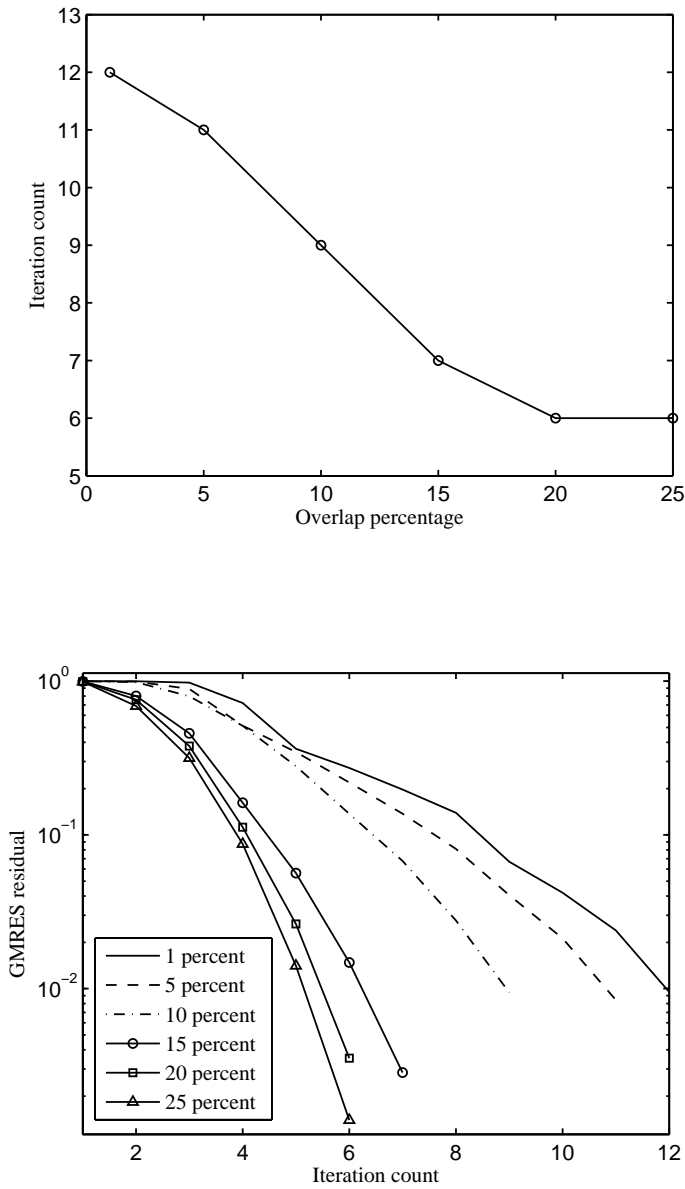 13
12
11
10
9
8
7
6
5
Iteration count
0 5 10 15 20 25
Overlap percentage
10^0
10^-1
10^-2
GMRES residual
1 percent
5 percent
10 percent
15 percent
20 percent
25 percent
2 4 6 8 10 12
Iteration count